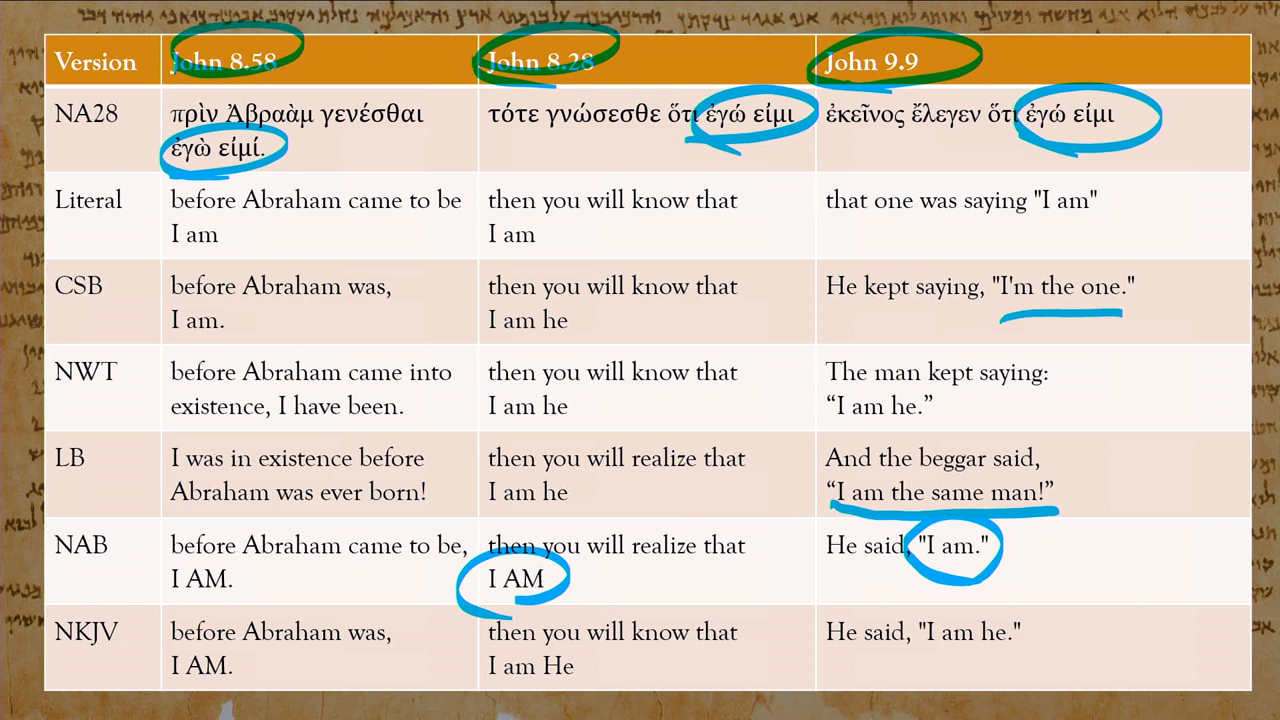 Version John 8.58 John 8.28 John 9.9
NA28
πρὶν Ἀβραὰμ γενέσθαι
ἐγὼ εἰμί.
τότε γνώσεσθε ὅτι ἐγώ εἰμι
ἐκεῖνος ἔλεγεν ὅτι ἐγώ εἰμι
Literal
before Abraham came to be
I am
then you will know that
I am
that one was saying "I am"
CSB
before Abraham was,
I am.
then you will know that
I am he
He kept saying, "I'm the one."
NWT
before Abraham came into
existence, I have been.
then you will know that
I am he
The man kept saying:
“I am he.”
LB
I was in existence before
Abraham was ever born!
then you will realize that
I am he
And the beggar said,
“I am the same man!”
NAB
before Abraham came to be,
I AM.
then you will realize that
I AM
He said, "I am."
NKJV
before Abraham was,
I AM.
then you will know that
I am He
He said, "I am he."